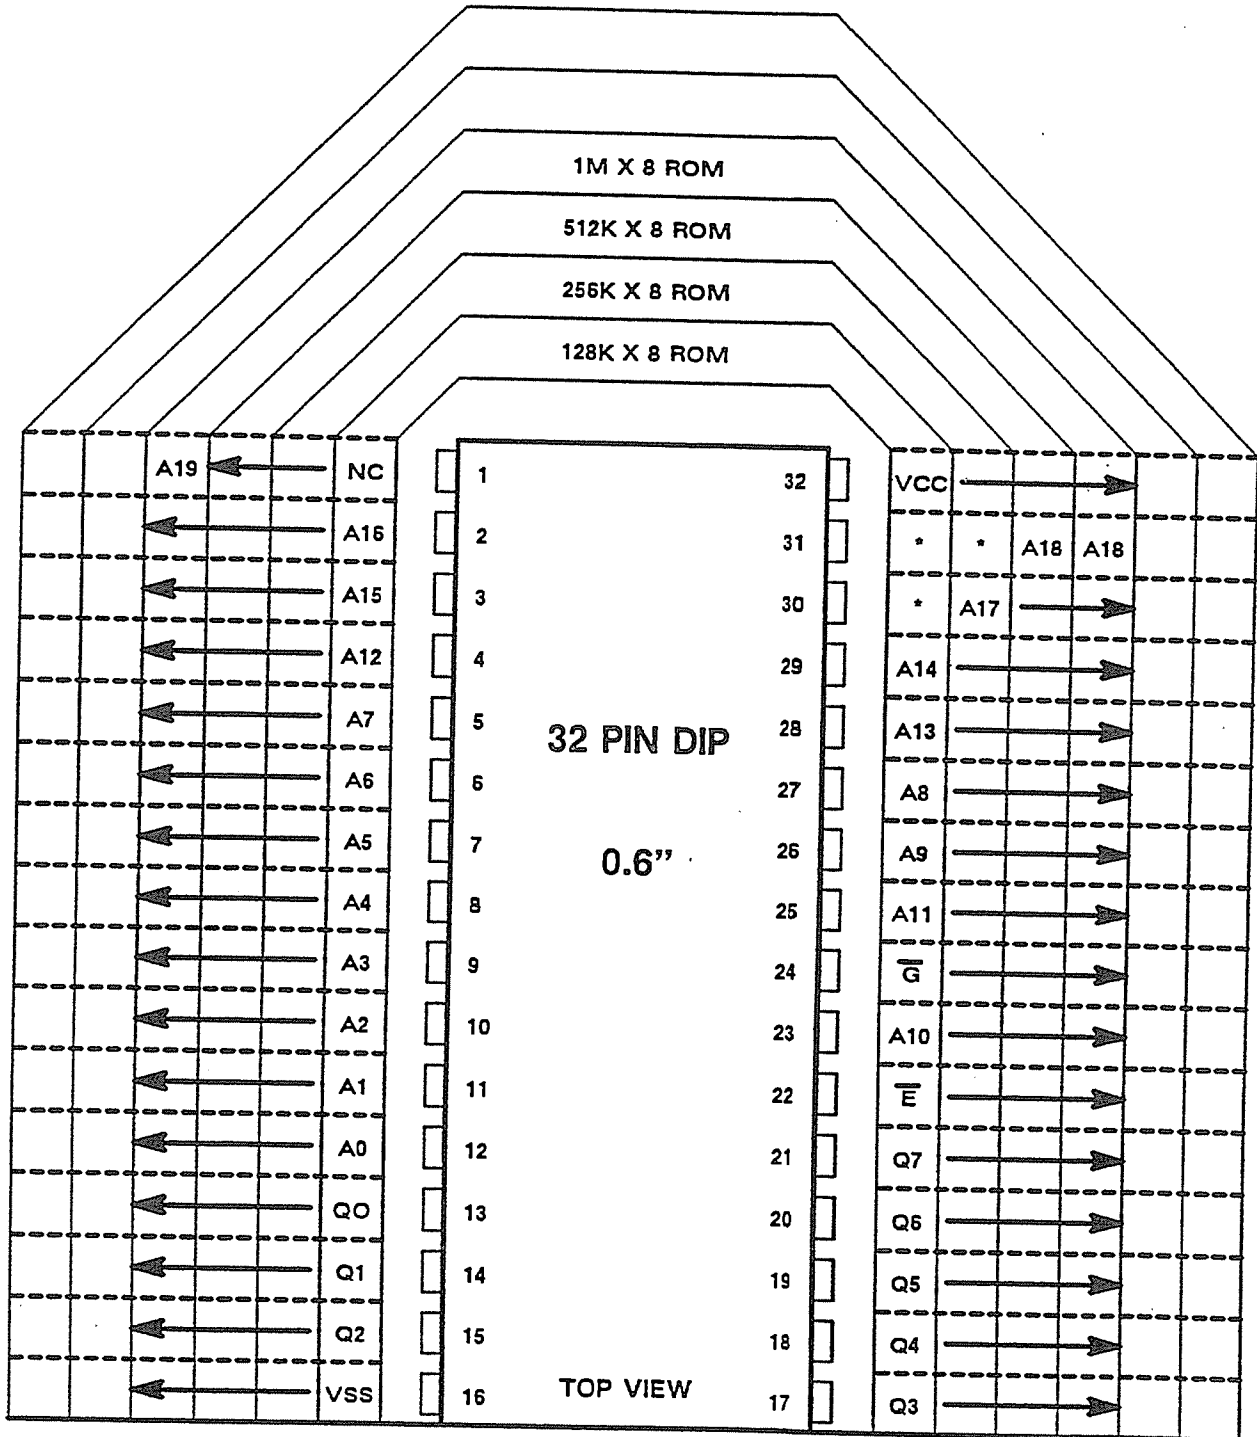 1M X 8 ROM
512K X 8 ROM
256K X 8 ROM
128K X 8 ROM
A19 NC 1 32 VCC
A16 2 31 * * A18 A18
A15 3 30 * A17
A12 4 29 A14
A7 5 28 A13
32 PIN DIP
A6 6 27 A8
A5 7 26 A9
0.6”
A4 8 25 A11
A3 9 24 G̅
A2 10 23 A10
A1 11 22 E̅
A0 12 21 Q7
Q0 13 20 Q6
Q1 14 19 Q5
Q2 15 18 Q4
VSS 16 TOP VIEW 17 Q3